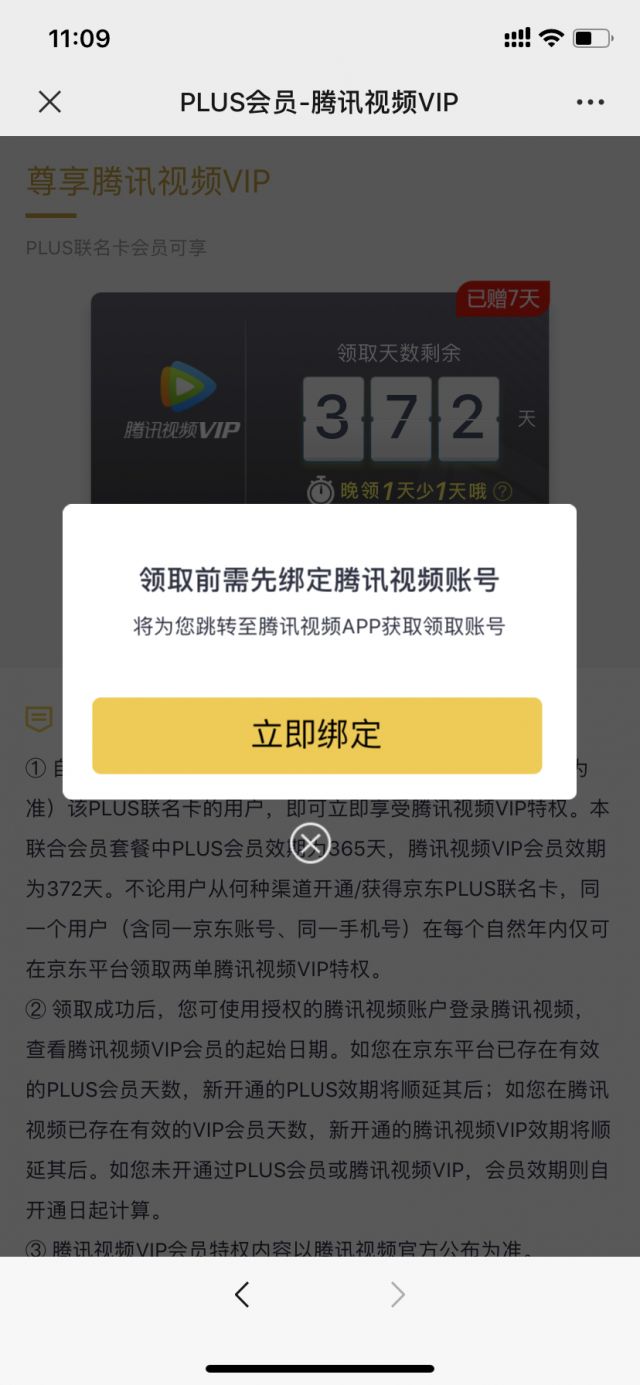 11:09
PLUS会员-腾讯视频VIP
尊享腾讯视频VIP
PLUS联名卡会员可享
已赠7天
领取天数剩余
腾讯视频VIP
372
天
晚领1天少1天哦?
领取前需先绑定腾讯视频账号
将为您跳转至腾讯视频APP获取领取账号
立即绑定
① 自
为
准）该PLUS联名卡的用户，即可立即享受腾讯视频VIP特权。本
联合会员套餐中PLUS会员效期为365天，腾讯视频VIP会员效期
为372天。不论用户从何种渠道开通/获得京东PLUS联名卡，同
一个用户（含同一京东账号、同一手机号）在每个自然年内仅可
在京东平台领取两单腾讯视频VIP特权。
② 领取成功后，您可使用授权的腾讯视频账户登录腾讯视频，
查看腾讯视频VIP会员的起始日期。如您在京东平台已存在有效
的PLUS会员天数，新开通的PLUS效期将顺延其后；如您在腾讯
视频已存在有效的VIP会员天数，新开通的腾讯视频VIP效期将顺
延其后。如您未开通过PLUS会员或腾讯视频VIP，会员效期则自
开通日起计算。
③ 腾讯视频VIP会员特权内容以腾讯视频官方公布为准。